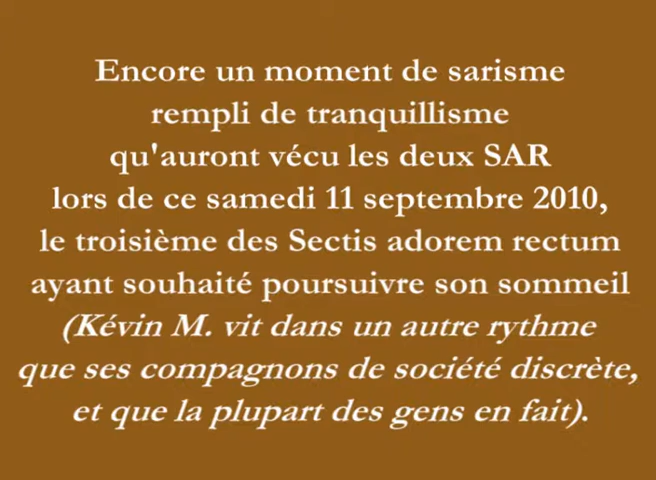 Encore un moment de sarisme
rempli de tranquillisme
qu'auront vécu les deux SAR
lors de ce samedi 11 septembre 2010,
le troisième des Sectis adorem rectum
ayant souhaité poursuivre son sommeil
(Kévin M. vit dans un autre rythme
que ses compagnons de société discrète,
et que la plupart des gens en fait).